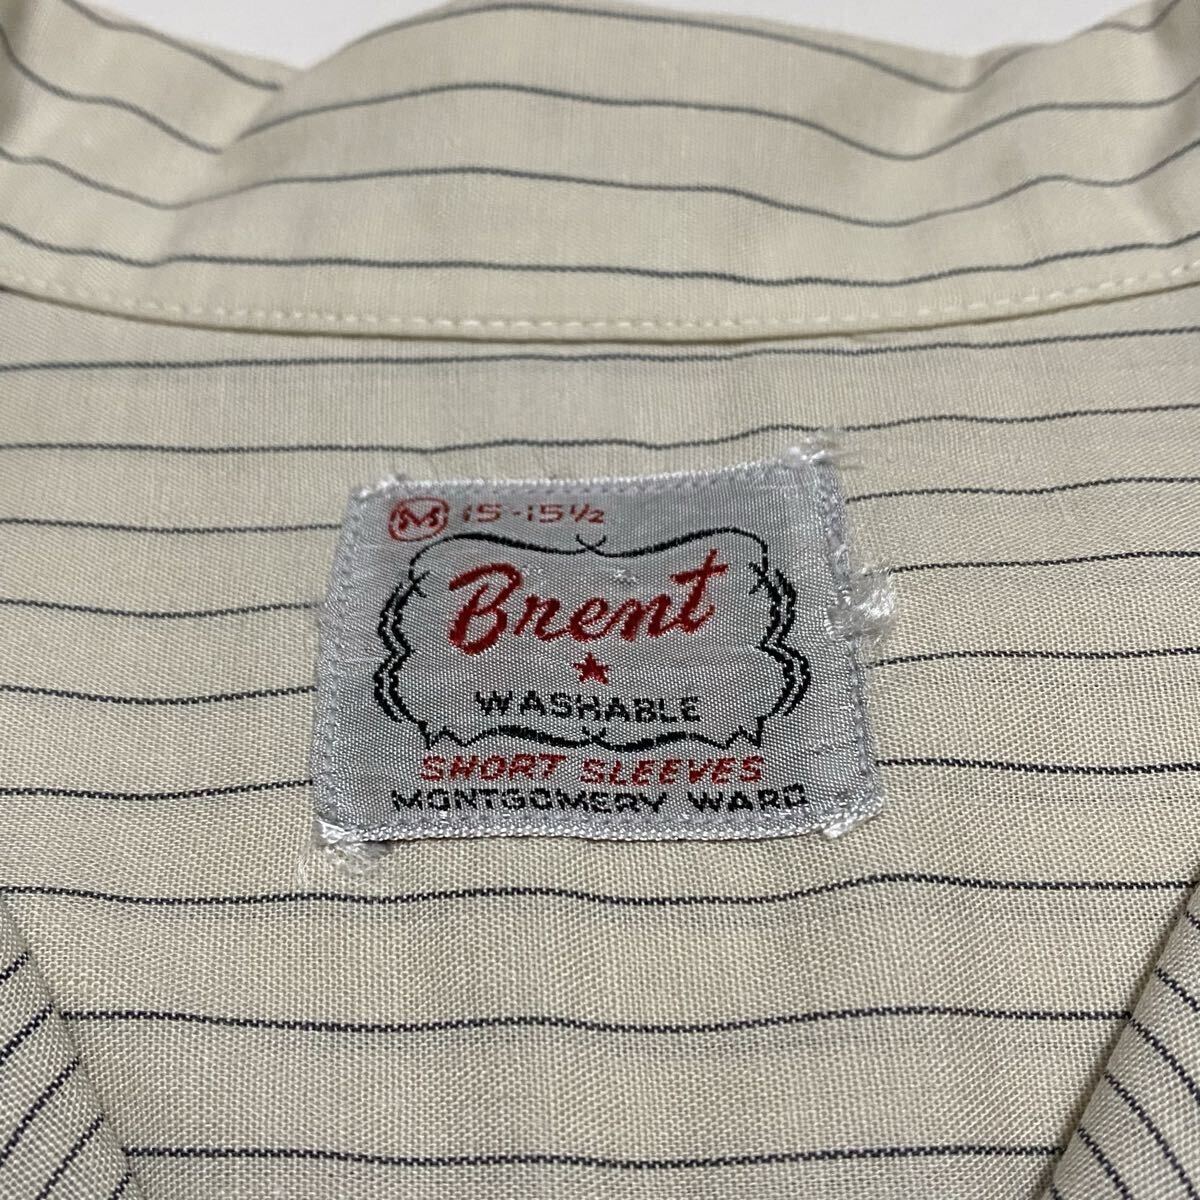 M 15-15½
Brent
WASHABLE
SHORT SLEEVES
MONTGOMERY WARD